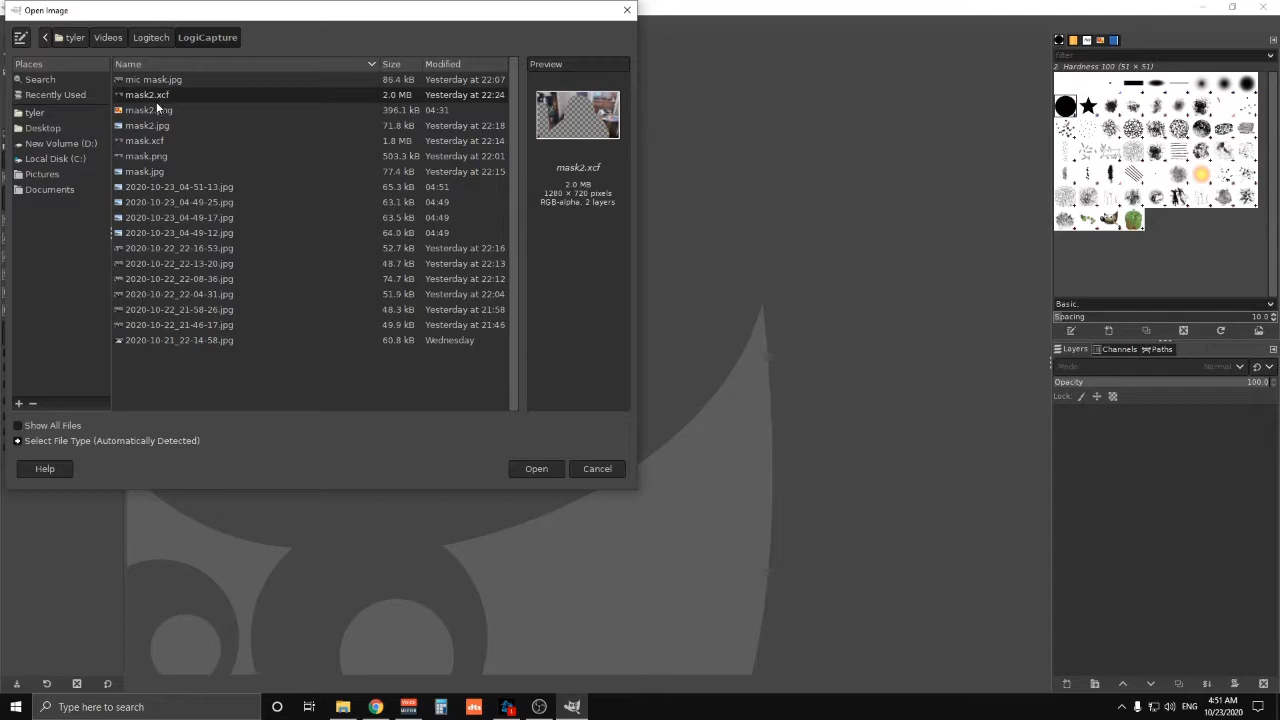 Open Image
tyler Videos Logitech LogiCapture
Places Name Size Modified Preview
Search
Recently Used
tyler
Desktop
New Volume (D:)
Local Disk (C:)
Pictures
Documents
mic mask.jpg 86.4 kB Yesterday at 22:07
mask2.xcf 2.0 MB Yesterday at 22:24
mask2.png 396.1 kB 04:31
mask2.jpg 71.8 kB Yesterday at 22:18
mask.xcf 1.8 MB Yesterday at 22:14
mask.png 503.3 kB Yesterday at 22:01
mask.jpg 77.4 kB Yesterday at 22:15
2020-10-23_04-51-13.jpg 65.3 kB 04:51
2020-10-23_04-49-25.jpg 63.1 kB 04:49
2020-10-23_04-49-17.jpg 63.5 kB 04:49
2020-10-23_04-49-12.jpg 64.0 kB 04:49
2020-10-22_22-16-53.jpg 52.7 kB Yesterday at 22:16
2020-10-22_22-13-20.jpg 48.7 kB Yesterday at 22:13
2020-10-22_22-08-36.jpg 74.7 kB Yesterday at 22:12
2020-10-22_22-04-31.jpg 51.9 kB Yesterday at 22:04
2020-10-22_21-58-26.jpg 48.3 kB Yesterday at 21:58
2020-10-22_21-46-17.jpg 49.9 kB Yesterday at 21:46
2020-10-21_22-14-58.jpg 60.8 kB Wednesday
mask2.xcf
2.0 MB
1280 × 720 pixels
RGB-alpha, 2 layers
Show All Files
Select File Type (Automatically Detected)
Help Open Cancel
filter
2. Hardness 100 (51 × 51)
Basic,
Spacing 10.0
Layers Channels Paths
Mode Normal
Opacity 100.0
Lock:
Type here to search
dts
ENG
4:51 AM
10/23/2020